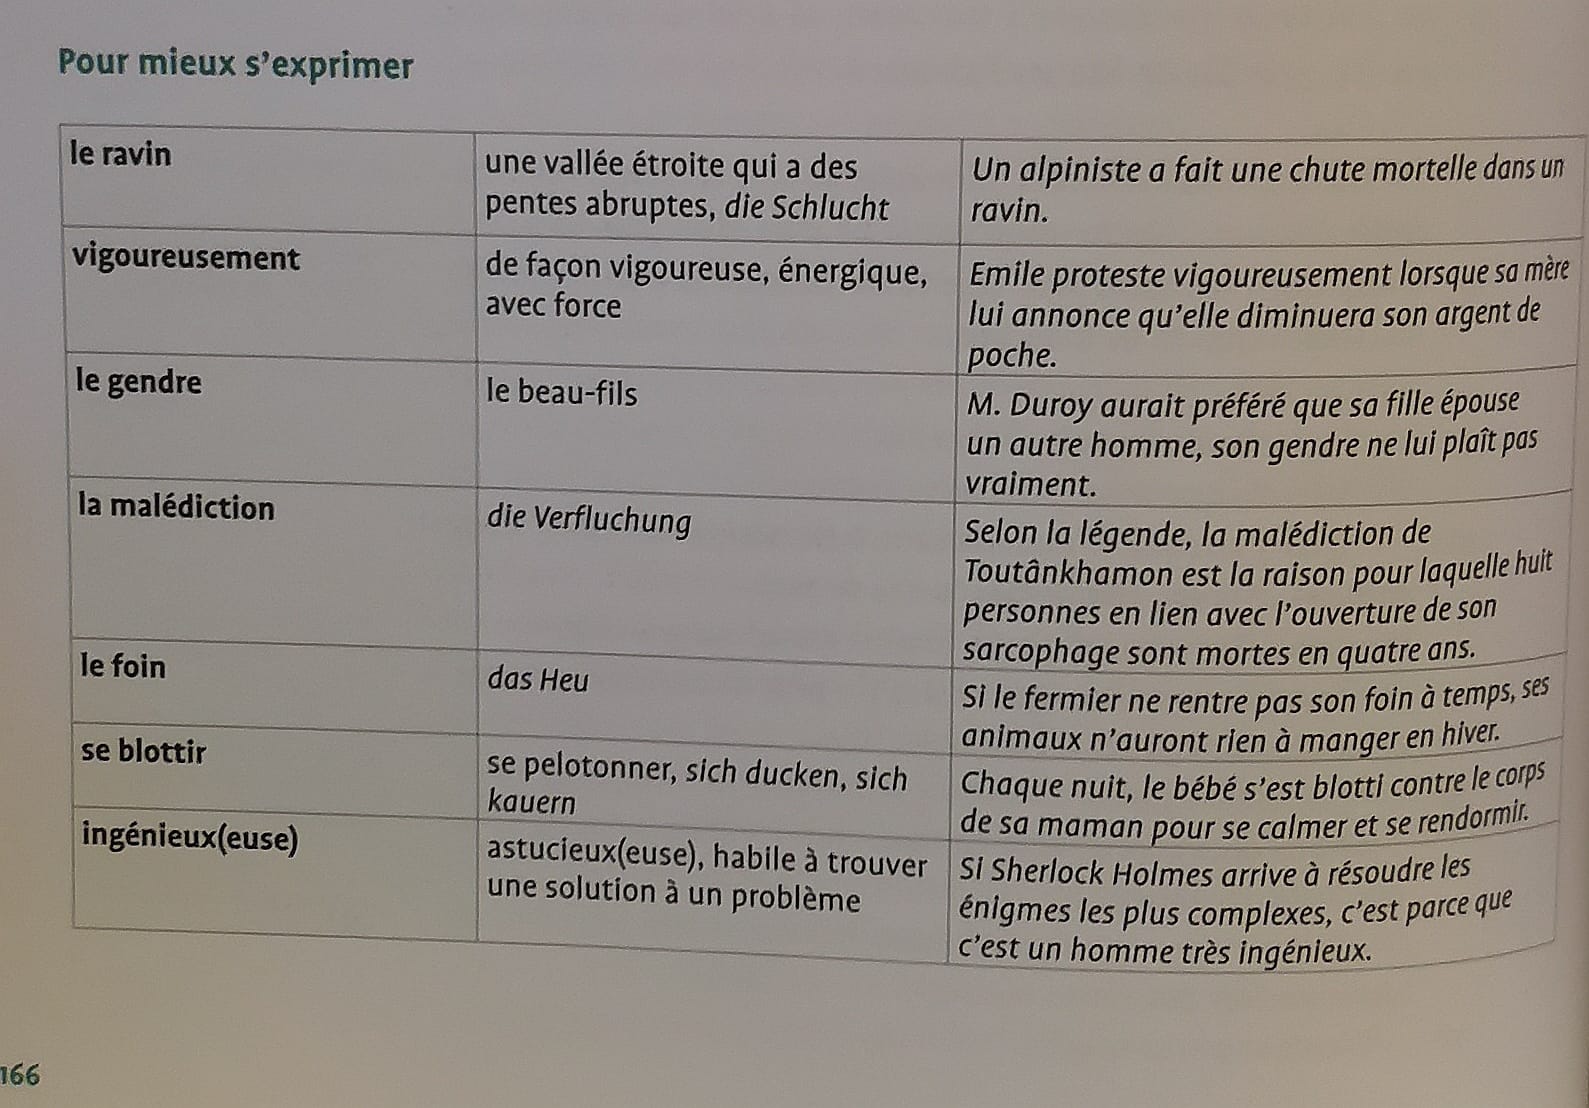 Pour mieux s'exprimer
le ravin
une vallée étroite qui a des
pentes abruptes, die Schlucht
Un alpiniste a fait une chute mortelle dans un
ravin.
vigoureusement
de façon vigoureuse, énergique,
avec force
Emile proteste vigoureusement lorsque sa mère
lui annonce qu'elle diminuera son argent de
poche.
le gendre
le beau-fils
M. Duroy aurait préféré que sa fille épouse
un autre homme, son gendre ne lui plaît pas
vraiment.
la malédiction
die Verfluchung
Selon la légende, la malédiction de
Toutânkhamon est la raison pour laquelle huit
personnes en lien avec l'ouverture de son
sarcophage sont mortes en quatre ans.
le foin
das Heu
Si le fermier ne rentre pas son foin à temps, ses
animaux n'auront rien à manger en hiver.
se blottir
se pelotonner, sich ducken, sich
kauern
Chaque nuit, le bébé s'est blotti contre le corps
de sa maman pour se calmer et se rendormir.
ingénieux(euse)
astucieux(euse), habile à trouver
une solution à un problème
Si Sherlock Holmes arrive à résoudre les
énigmes les plus complexes, c'est parce que
c'est un homme très ingénieux.
166